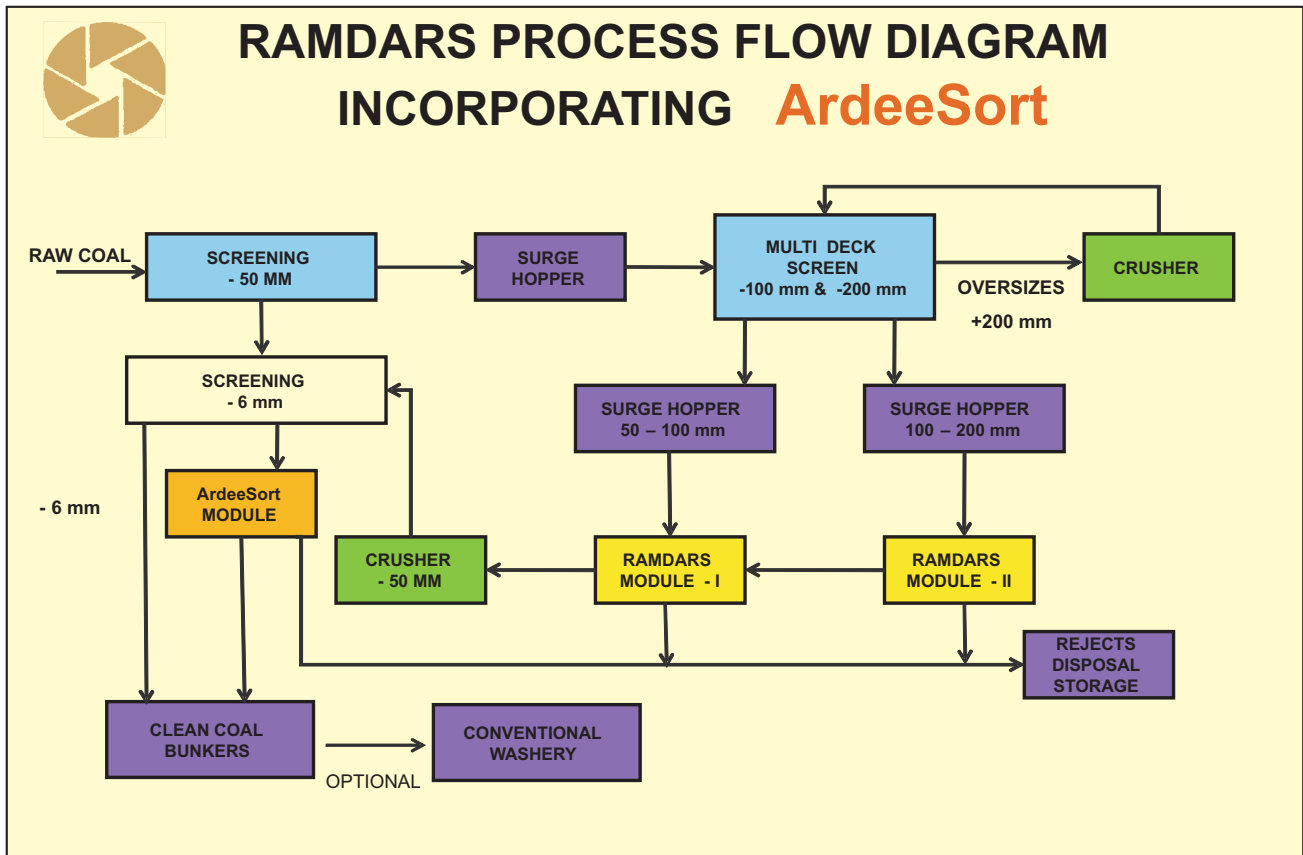 RAMDARS PROCESS FLOW DIAGRAM
INCORPORATING ArdeeSort
RAW COAL
SCREENING
- 50 MM
SURGE
HOPPER
MULTI DECK
SCREEN
-100 mm & -200 mm
OVERSIZES
+200 mm
CRUSHER
SCREENING
- 6 mm
SURGE HOPPER
50 – 100 mm
SURGE HOPPER
100 – 200 mm
- 6 mm
ArdeeSort
MODULE
CRUSHER
- 50 MM
RAMDARS
MODULE - I
RAMDARS
MODULE - II
REJECTS
DISPOSAL
STORAGE
CLEAN COAL
BUNKERS
OPTIONAL
CONVENTIONAL
WASHERY